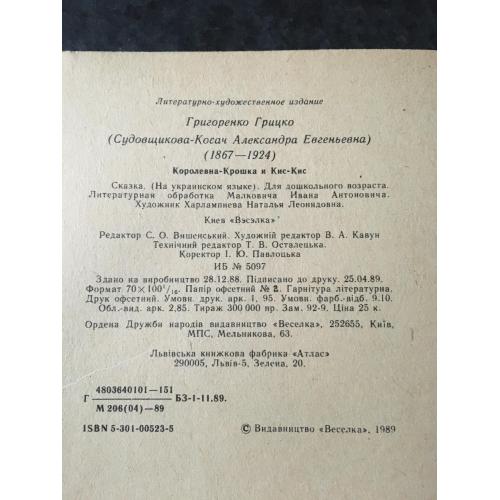 Литературно-художественное издание
Григоренко Грицко
(Судовщикова-Косач Александра Евгеньевна)
(1867—1924)
Королевна-Крошка и Кис-Кис
Сказка. (На украинском языке). Для дошкольного возраста.
Литературная обработка Малковича Ивана Антоновича.
Художник Харлампиева Наталья Леонидовна.
Киев «Вэсэлка»
Редактор С. О. Вишенський. Художній редактор В. А. Кавун
Технічний редактор Т. В. Осталецька.
Коректор І. Ю. Павлоцька
ИБ № 5097
Здано на виробництво 28.12.88. Підписано до друку. 25.04.89.
Формат 70×100¹/₁₆. Папір офсетний № 2. Гарнітура літературна.
Друк офсетний. Умовн. друк. арк. 1, 95. Умовн. фарб.-відб. 9.10.
Обл.-вид. арк. 2.85. Тираж 300 000 пр. Зам. 92-9. Ціна 25 к.
Ордена Дружби народів видавництво «Веселка», 252655, Київ,
МПС, Мельникова, 63.
Львівська книжкова фабрика «Атлас»
290005, Львів-5, Зелена, 20.
4803640101—151
Г БЗ-1-11.89.
М 206(04)—89
ISBN 5-301-00523-5
© Видавництво «Веселка», 1989